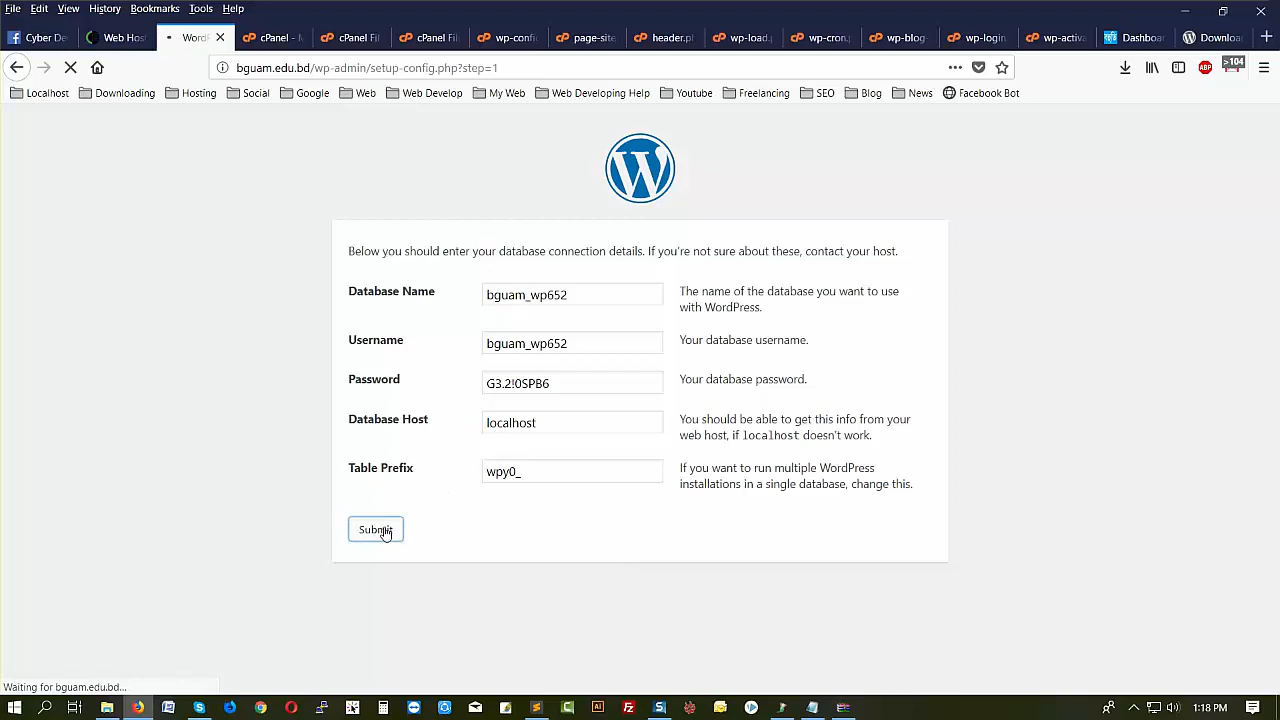 File Edit View History Bookmarks Tools Help
Cyber De Web Host WordP cPanel - M cPanel Fil cPanel Fil wp-confi page-site header.pl wp-load. wp-cron. wp-blog- wp-login. wp-activa Dashboa Downloa
bguam.edu.bd/wp-admin/setup-config.php?step=1
ABP >104
Localhost Downloading Hosting Social Google Web Web Develop My Web Web Developing Help Youtube Freelancing SEO Blog News Facebook Bot
Below you should enter your database connection details. If you're not sure about these, contact your host.
Database Name bguam_wp652 The name of the database you want to use
with WordPress.
Username bguam_wp652 Your database username.
Password G3.2!0SPB6 Your database password.
Database Host localhost You should be able to get this info from your
web host, if localhost doesn't work.
Table Prefix wpy0_ If you want to run multiple WordPress
installations in a single database, change this.
Submit
Waiting for bguam.edu.bd...
1:18 PM